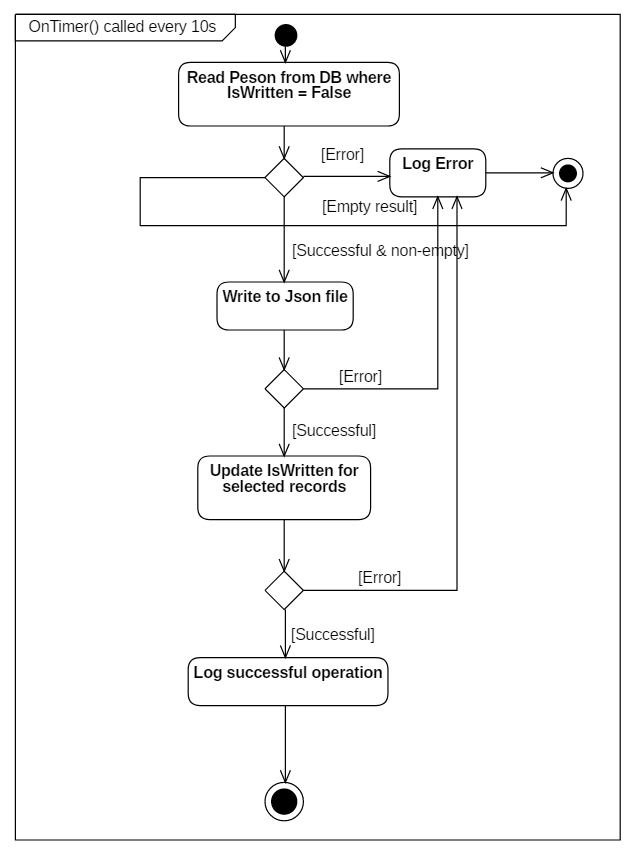 OnTimer() called every 10s
Read Peson from DB where
IsWritten = False
[Error]
Log Error
[Empty result]
[Successful & non-empty]
Write to Json file
[Error]
[Successful]
Update IsWritten for
selected records
[Error]
[Successful]
Log successful operation